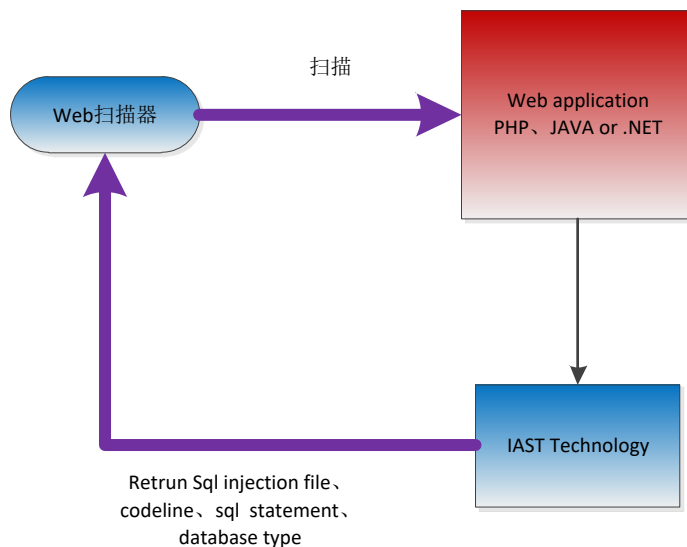 扫描
Web扫描器
Web application
PHP、JAVA or .NET
IAST Technology
Retrun Sql injection file、
codeline、sql statement、
database type